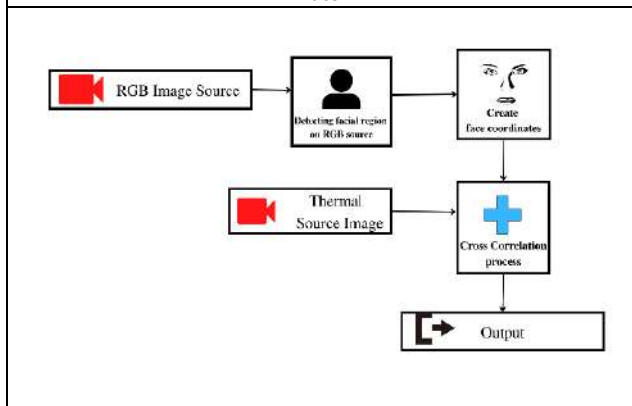 RGB Image Source
Detecting facial region
on RGB source
Create
face coordinates
Thermal
Source Image
Cross Correlation
process
Output